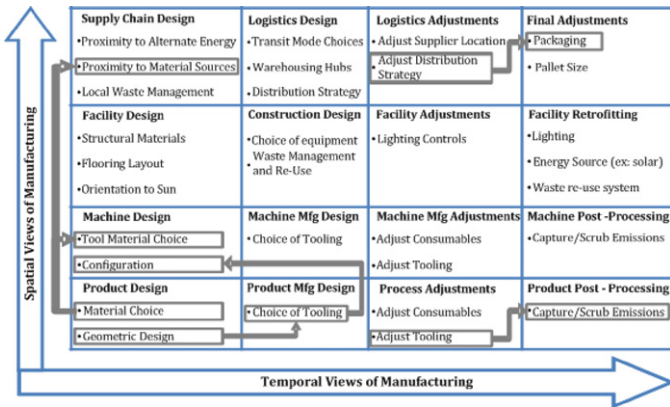 Spatial Views of Manufacturing
Supply Chain Design
•Proximity to Alternate Energy
•Proximity to Material Sources
•Local Waste Management
Logistics Design
•Transit Mode Choices
•Warehousing Hubs
•Distribution Strategy
Logistics Adjustments
•Adjust Supplier Location
•Adjust Distribution
Strategy
Final Adjustments
•Packaging
•Pallet Size
Facility Design
•Structural Materials
•Flooring Layout
•Orientation to Sun
Construction Design
•Choice of equipment
•Waste Management
and Re-Use
Facility Adjustments
•Lighting Controls
Facility Retrofitting
•Lighting
•Energy Source (ex: solar)
•Waste re-use system
Machine Design
•Tool Material Choice
•Configuration
Machine Mfg Design
•Choice of Tooling
Machine Mfg Adjustments
•Adjust Consumables
•Adjust Tooling
Machine Post -Processing
•Capture/Scrub Emissions
Product Design
•Material Choice
•Geometric Design
Product Mfg Design
•Choice of Tooling
Process Adjustments
•Adjust Consumables
•Adjust Tooling
Product Post - Processing
•Capture/Scrub Emissions
Temporal Views of Manufacturing